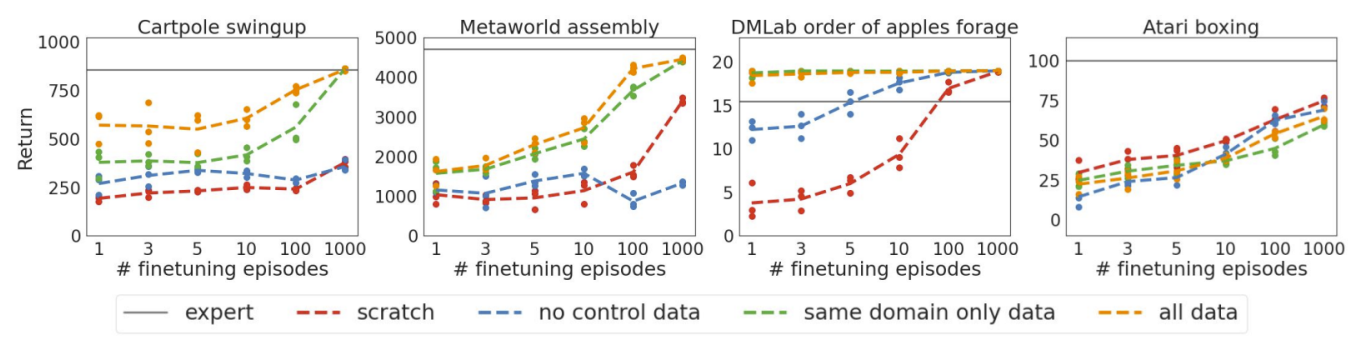 Cartpole swingup
Return
1000
750
500
250
0
1 3 5 10 100 1000
# finetuning episodes
Metaworld assembly
5000
4000
3000
2000
1000
0
1 3 5 10 100 1000
# finetuning episodes
DMLab order of apples forage
20
15
10
5
0
1 3 5 10 100 1000
# finetuning episodes
Atari boxing
100
75
50
25
0
1 3 5 10 100 1000
# finetuning episodes
expert scratch no control data same domain only data all data